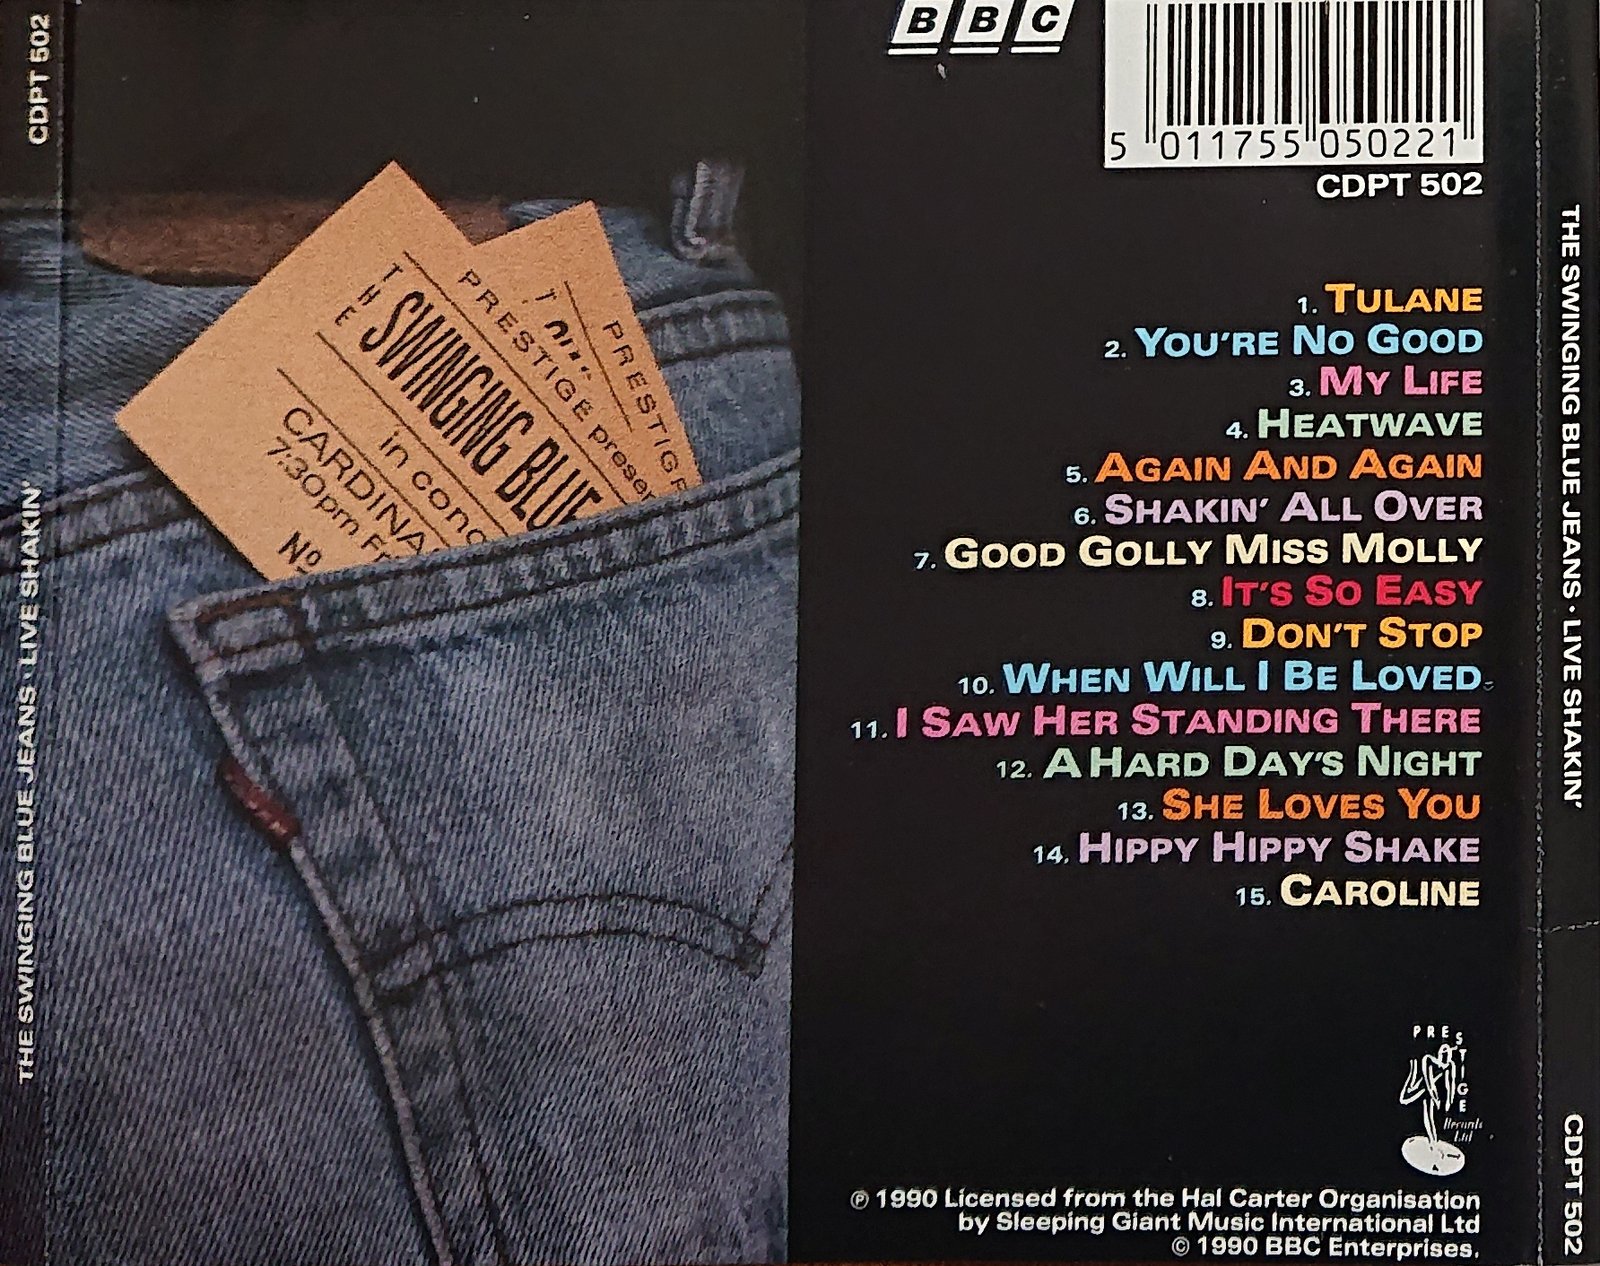 CDPT 502
THE SWINGING BLUE JEANS · LIVE SHAKIN'
PRESTIGE
PRESTIGE presen
THE
SWINGING BLUE
in conc
CARDINA
7.30pm Fr
Nº
BBC
5 011755 050221
CDPT 502
1. TULANE
2. YOU'RE NO GOOD
3. MY LIFE
4. HEATWAVE
5. AGAIN AND AGAIN
6. SHAKIN' ALL OVER
7. GOOD GOLLY MISS MOLLY
8. IT'S SO EASY
9. DON'T STOP
10. WHEN WILL I BE LOVED
11. I SAW HER STANDING THERE
12. A HARD DAY'S NIGHT
13. SHE LOVES YOU
14. HIPPY HIPPY SHAKE
15. CAROLINE
PRESTIGE
Records
Ltd
℗ 1990 Licensed from the Hal Carter Organisation
by Sleeping Giant Music International Ltd
© 1990 BBC Enterprises.
THE SWINGING BLUE JEANS · LIVE SHAKIN'
CDPT 502